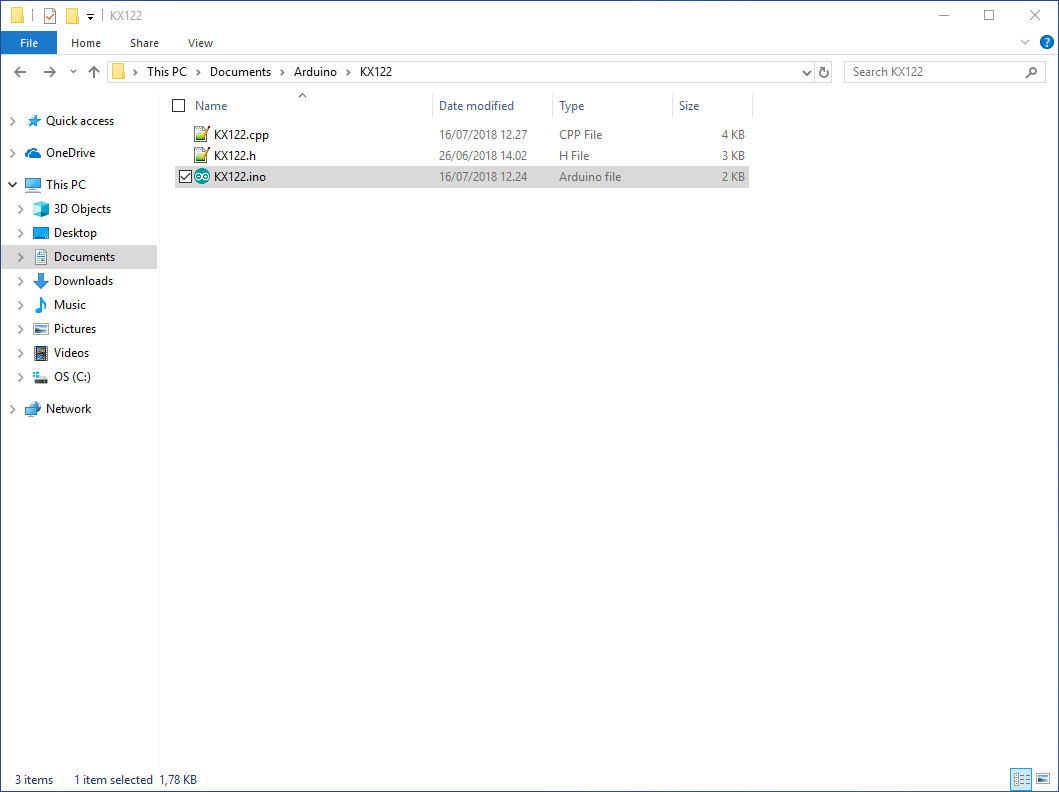 KX122
File Home Share View
This PC Documents Arduino KX122 Search KX122
Name Date modified Type Size
Quick access
OneDrive
This PC
3D Objects
Desktop
Documents
Downloads
Music
Pictures
Videos
OS (C:)
Network
KX122.cpp 16/07/2018 12.27 CPP File 4 KB
KX122.h 26/06/2018 14.02 H File 3 KB
KX122.ino 16/07/2018 12.24 Arduino file 2 KB
3 items 1 item selected 1,78 KB